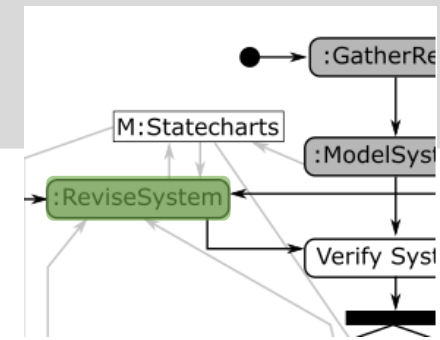 :GatherRe
M:Statecharts
:ModelSyst
:ReviseSystem
Verify Syst